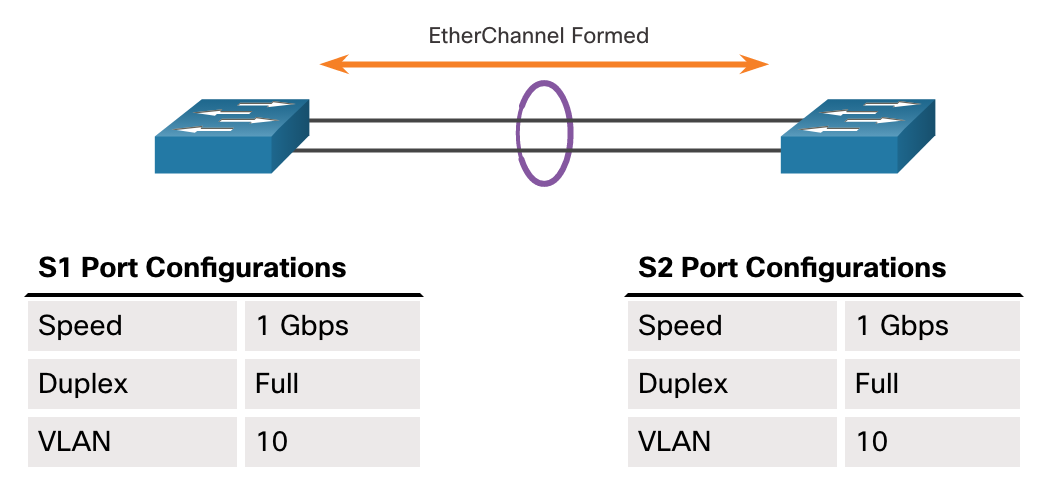 EtherChannel Formed
S1 Port Configurations
Speed 1 Gbps
Duplex Full
VLAN 10
S2 Port Configurations
Speed 1 Gbps
Duplex Full
VLAN 10